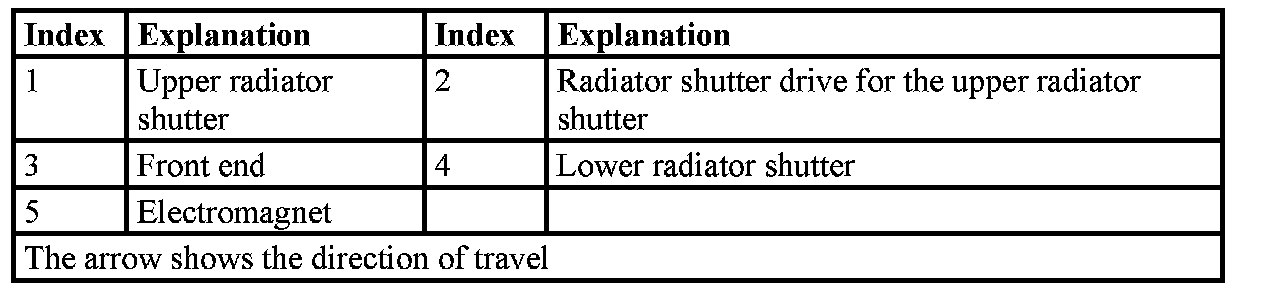 Index Explanation Index Explanation
1 Upper radiator shutter 2 Radiator shutter drive for the upper radiator shutter
3 Front end 4 Lower radiator shutter
5 Electromagnet
The arrow shows the direction of travel